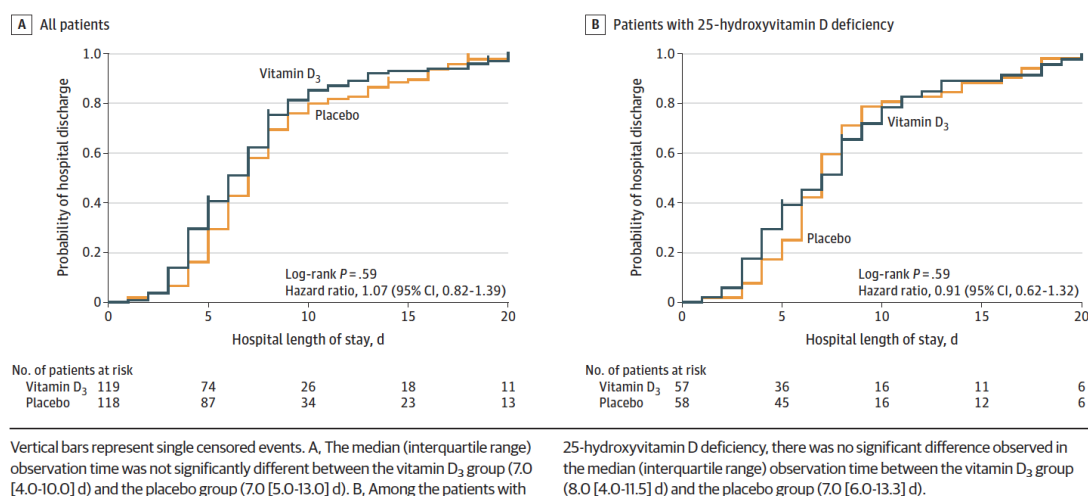 A All patients
1.0
0.8
0.6
0.4
0.2
0
Probability of hospital discharge
Vitamin D3
Placebo
Log-rank P = .59
Hazard ratio, 1.07 (95% CI, 0.82-1.39)
0 5 10 15 20
Hospital length of stay, d
No. of patients at risk
Vitamin D3 119 74 26 18 11
Placebo 118 87 34 23 13
B Patients with 25-hydroxyvitamin D deficiency
1.0
0.8
0.6
0.4
0.2
0
Probability of hospital discharge
Vitamin D3
Placebo
Log-rank P = .59
Hazard ratio, 0.91 (95% CI, 0.62-1.32)
0 5 10 15 20
Hospital length of stay, d
No. of patients at risk
Vitamin D3 57 36 16 11 6
Placebo 58 45 16 12 6
Vertical bars represent single censored events. A, The median (interquartile range)
observation time was not significantly different between the vitamin D3 group (7.0
[4.0-10.0] d) and the placebo group (7.0 [5.0-13.0] d). B, Among the patients with
25-hydroxyvitamin D deficiency, there was no significant difference observed in
the median (interquartile range) observation time between the vitamin D3 group
(8.0 [4.0-11.5] d) and the placebo group (7.0 [6.0-13.3] d).